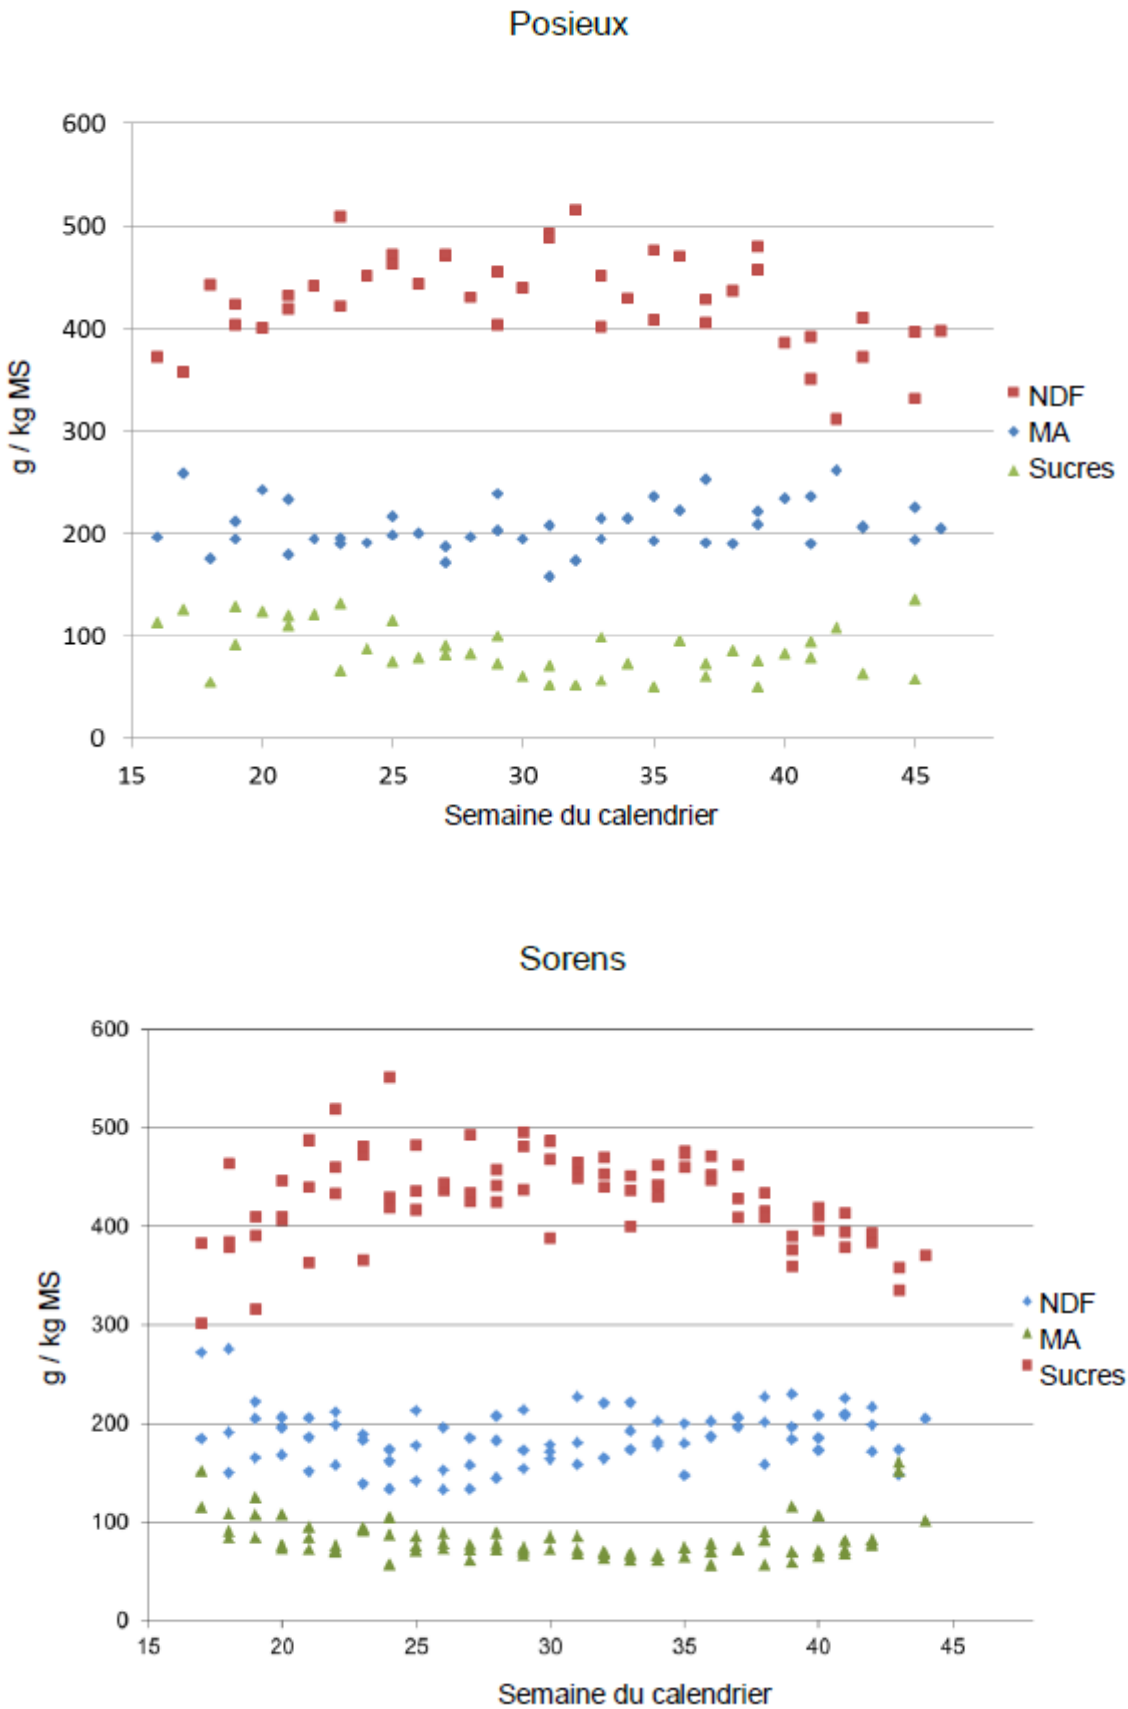 Posieux
600
500
400
300
200
100
0
g / kg MS
15 20 25 30 35 40 45
Semaine du calendrier
NDF
MA
Sucres
Sorens
600
500
400
300
200
100
0
g / kg MS
15 20 25 30 35 40 45
Semaine du calendrier
NDF
MA
Sucres